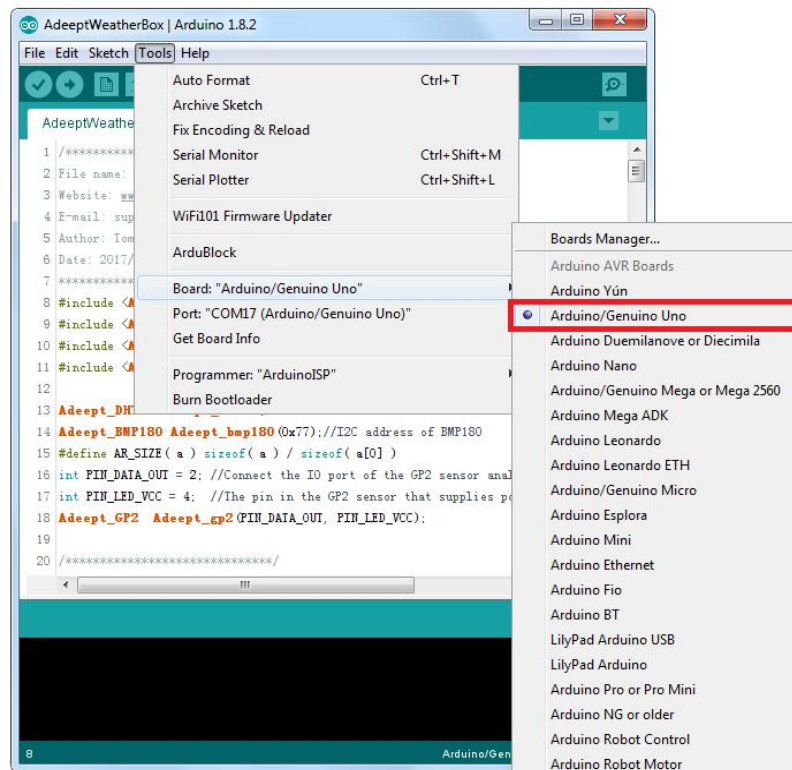 AdeeptWeatherBox | Arduino 1.8.2
File Edit Sketch Tools Help
AdeeptWeathe
Auto Format Ctrl+T
Archive Sketch
Fix Encoding & Reload
Serial Monitor Ctrl+Shift+M
Serial Plotter Ctrl+Shift+L
WiFi101 Firmware Updater
ArduBlock
Board: "Arduino/Genuino Uno"
Port: "COM17 (Arduino/Genuino Uno)"
Get Board Info
Programmer: "ArduinoISP"
Burn Bootloader
1 /***********
2 File name:
3 Website: ww
4 E-mail: sup
5 Author: Tom
6 Date: 2017/
7 ***********
8 #include <A
9 #include <A
10 #include <A
11 #include <A
12
13 Adeept_DHT
14 Adeept_BMP180 Adeept_bmp180(0x77);//I2C address of BMP180
15 #define AR_SIZE( a ) sizeof( a ) / sizeof( a[0] )
16 int PIN_DATA_OUT = 2; //Connect the IO port of the GP2 sensor anal
17 int PIN_LED_VCC = 4; //The pin in the GP2 sensor that supplies po
18 Adeept_GP2 Adeept_gp2(PIN_DATA_OUT, PIN_LED_VCC);
19
20 /******************************/
8 Arduino/Gen
Boards Manager...
Arduino AVR Boards
Arduino Yún
Arduino/Genuino Uno
Arduino Duemilanove or Diecimila
Arduino Nano
Arduino/Genuino Mega or Mega 2560
Arduino Mega ADK
Arduino Leonardo
Arduino Leonardo ETH
Arduino/Genuino Micro
Arduino Esplora
Arduino Mini
Arduino Ethernet
Arduino Fio
Arduino BT
LilyPad Arduino USB
LilyPad Arduino
Arduino Pro or Pro Mini
Arduino NG or older
Arduino Robot Control
Arduino Robot Motor